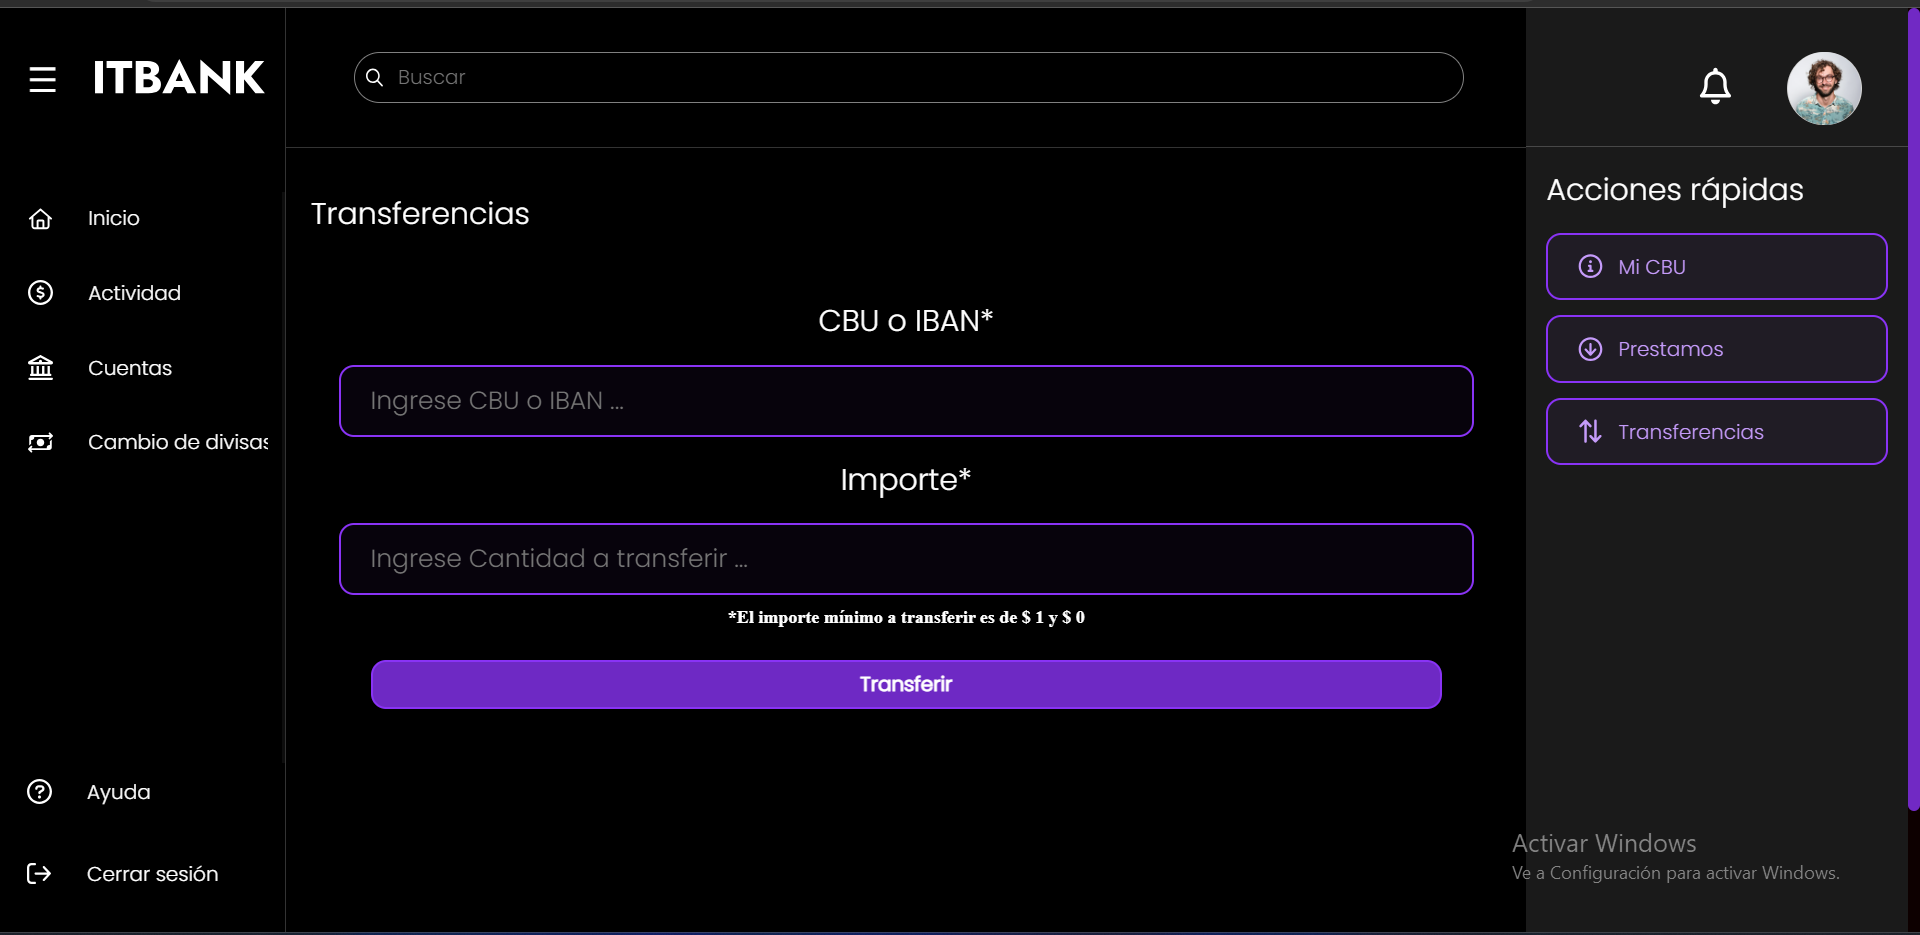 ITBANK
Buscar
Inicio
Actividad
Cuentas
Cambio de divisas
Ayuda
Cerrar sesión
Transferencias
CBU o IBAN*
Ingrese CBU o IBAN ...
Importe*
Ingrese Cantidad a transferir ...
*El importe mínimo a transferir es de $ 1 y $ 0
Transferir
Acciones rápidas
Mi CBU
Prestamos
Transferencias
Activar Windows
Ve a Configuración para activar Windows.